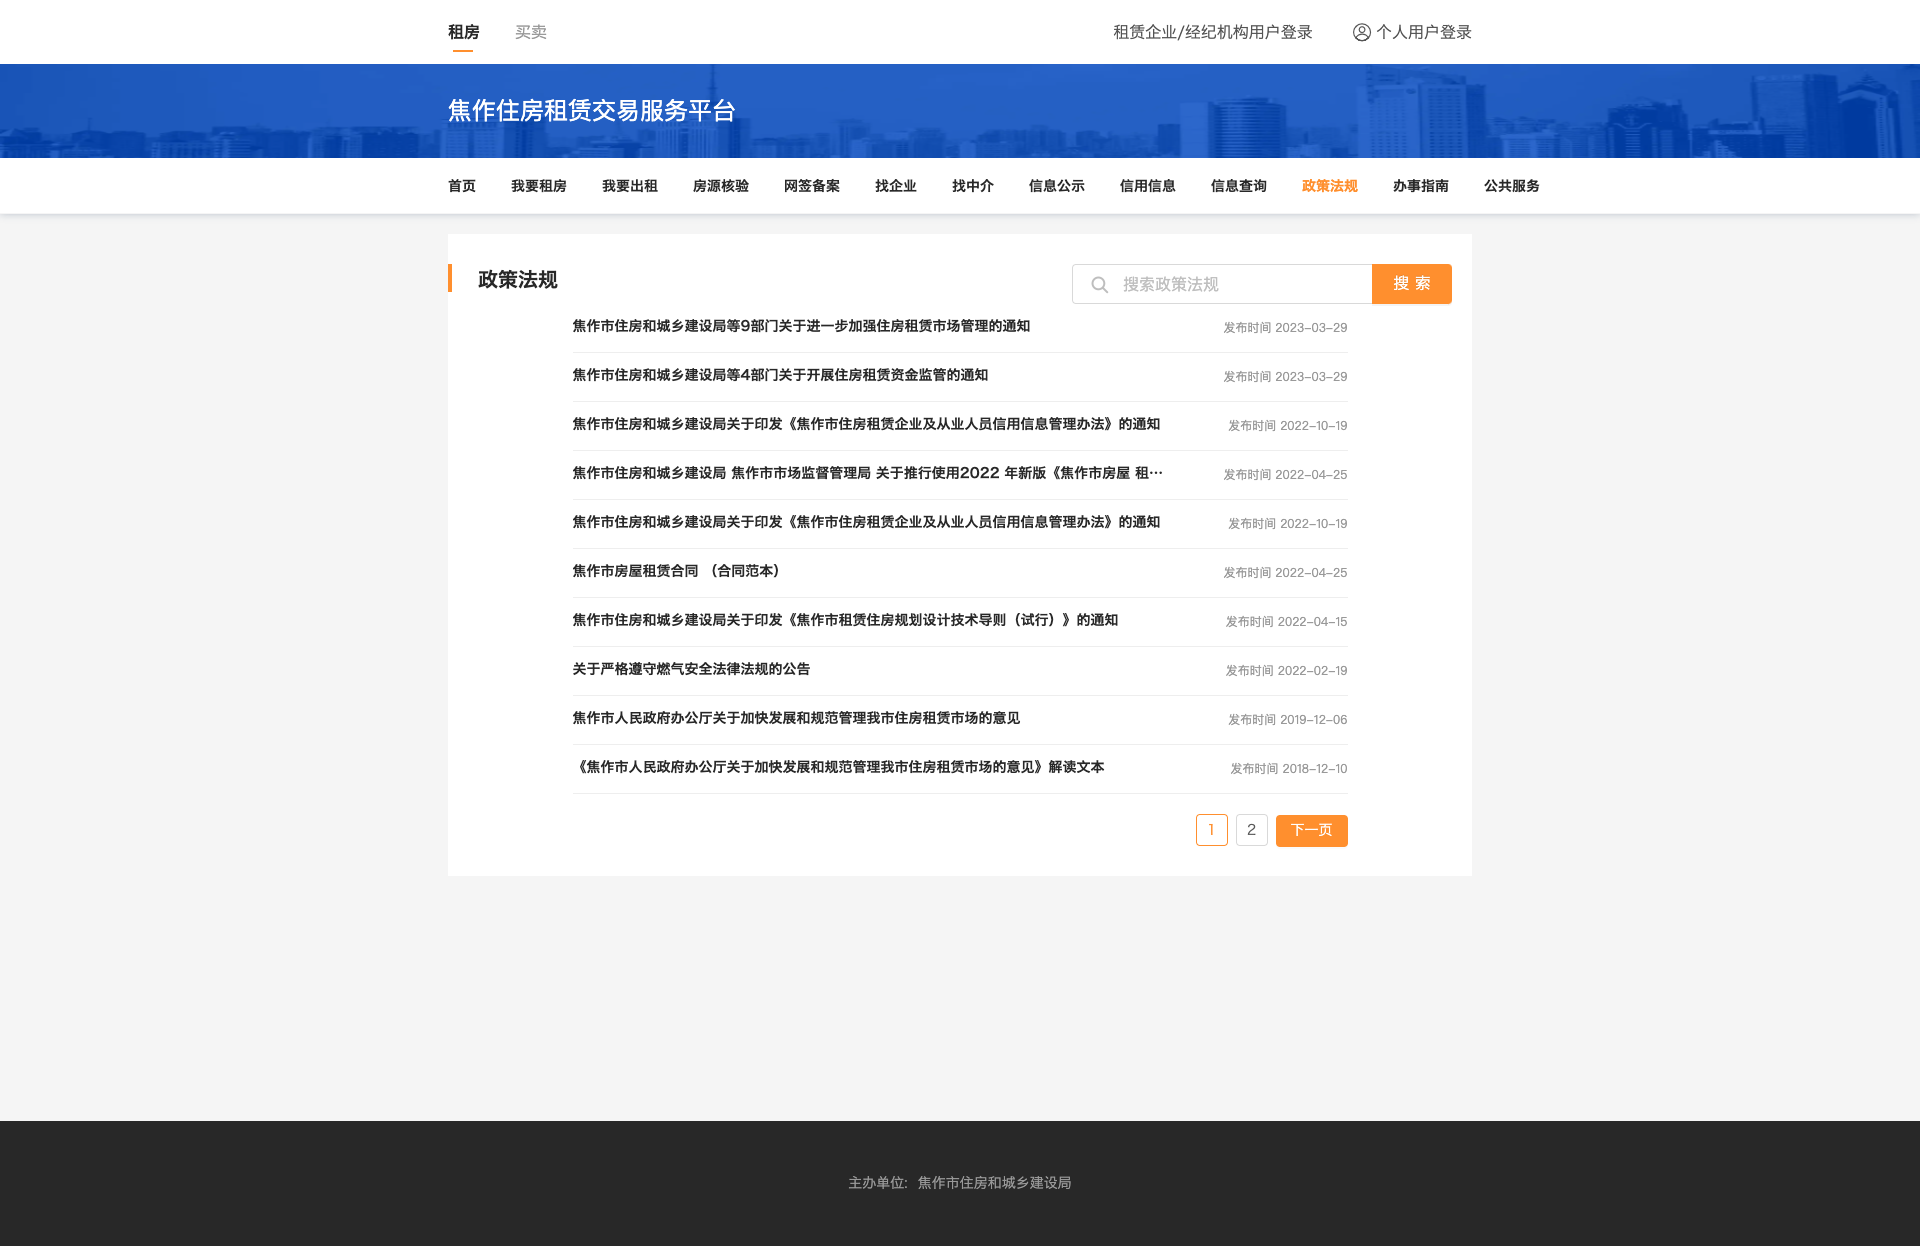 租房 买卖 租赁企业/经纪机构用户登录 个人用户登录
焦作住房租赁交易服务平台
首页 我要租房 我要出租 房源核验 网签备案 找企业 找中介 信息公示 信用信息 信息查询 政策法规 办事指南 公共服务
政策法规 搜索政策法规 搜 索
焦作市住房和城乡建设局等9部门关于进一步加强住房租赁市场管理的通知 发布时间 2023-03-29
焦作市住房和城乡建设局等4部门关于开展住房租赁资金监管的通知 发布时间 2023-03-29
焦作市住房和城乡建设局关于印发《焦作市住房租赁企业及从业人员信用信息管理办法》的通知 发布时间 2022-10-19
焦作市住房和城乡建设局 焦作市市场监督管理局 关于推行使用2022 年新版《焦作市房屋 租… 发布时间 2022-04-25
焦作市住房和城乡建设局关于印发《焦作市住房租赁企业及从业人员信用信息管理办法》的通知 发布时间 2022-10-19
焦作市房屋租赁合同 （合同范本） 发布时间 2022-04-25
焦作市住房和城乡建设局关于印发《焦作市租赁住房规划设计技术导则（试行）》的通知 发布时间 2022-04-15
关于严格遵守燃气安全法律法规的公告 发布时间 2022-02-19
焦作市人民政府办公厅关于加快发展和规范管理我市住房租赁市场的意见 发布时间 2019-12-06
《焦作市人民政府办公厅关于加快发展和规范管理我市住房租赁市场的意见》解读文本 发布时间 2018-12-10
1 2 下一页
主办单位: 焦作市住房和城乡建设局